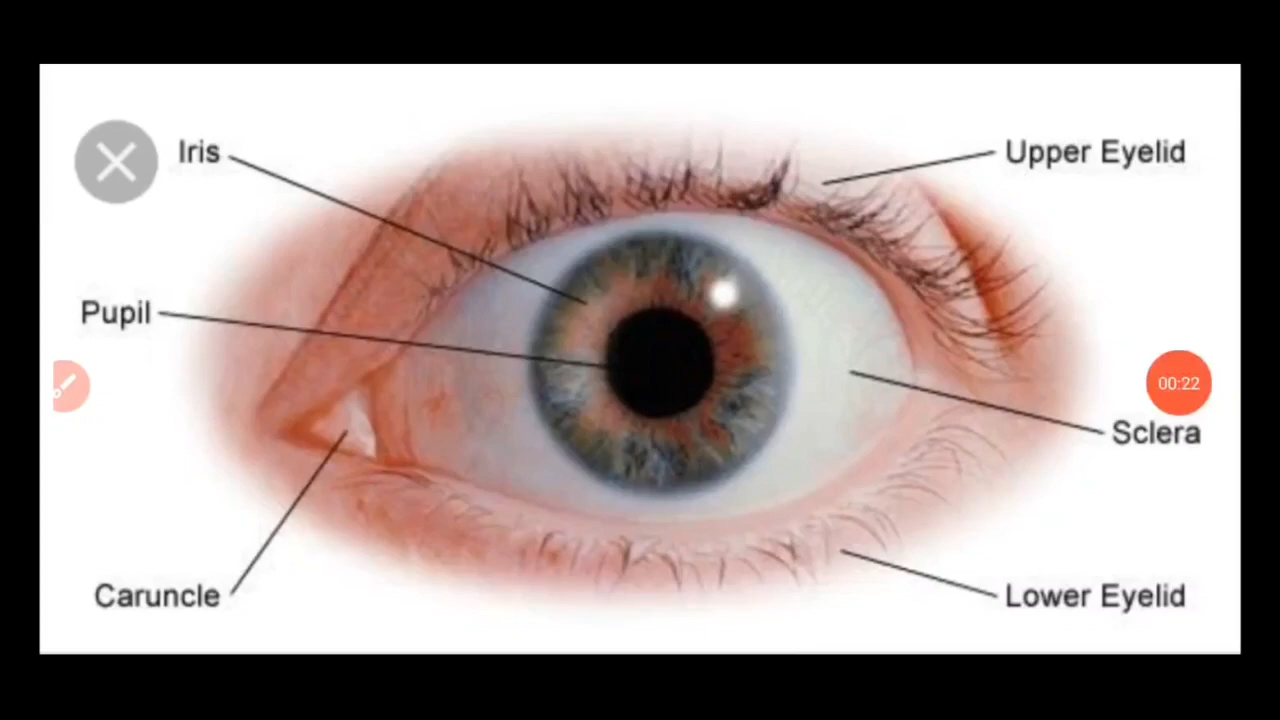 Iris
Upper Eyelid
Pupil
00:22
Sclera
Caruncle
Lower Eyelid